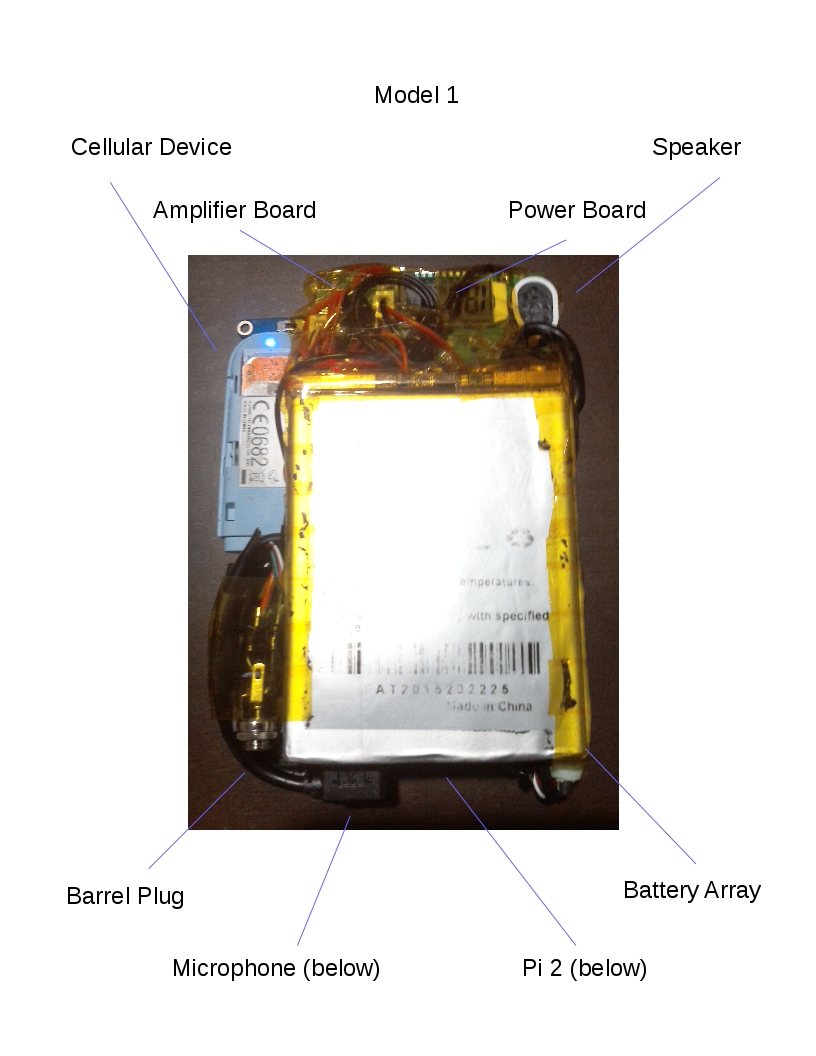 Model 1
Cellular Device
Speaker
Amplifier Board
Power Board
CE0682
emperatures.
with specified
AT2015202225
Made in China
Barrel Plug
Battery Array
Microphone (below)
Pi 2 (below)